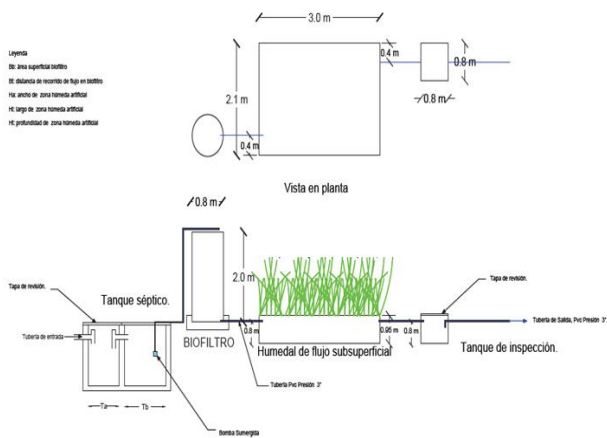 3.0 m
Leyenda
Bb: área superficial biofiltro
Bt: distancia de recorrido de flujo en biofiltro
Ha: ancho de zona húmeda artificial
Hl: largo de zona húmeda artificial
Ht: profundidad de zona húmeda artificial
0.4 m
0.8 m
2.1 m
0.8 m
0.4 m
Vista en planta
0.8 m
2.0 m
Tapa de revisión.
Tanque séptico.
Tapa de revisión.
Tubería de entrada
BIOFILTRO
0.8 m
Humedal de flujo subsuperficial
0.95 m
0.8 m
Tanque de inspección.
Tubería de Salida, Pvc Presión 3".
Tubería Pvc Presión 3"
Ta
Tb
Bomba Sumergida